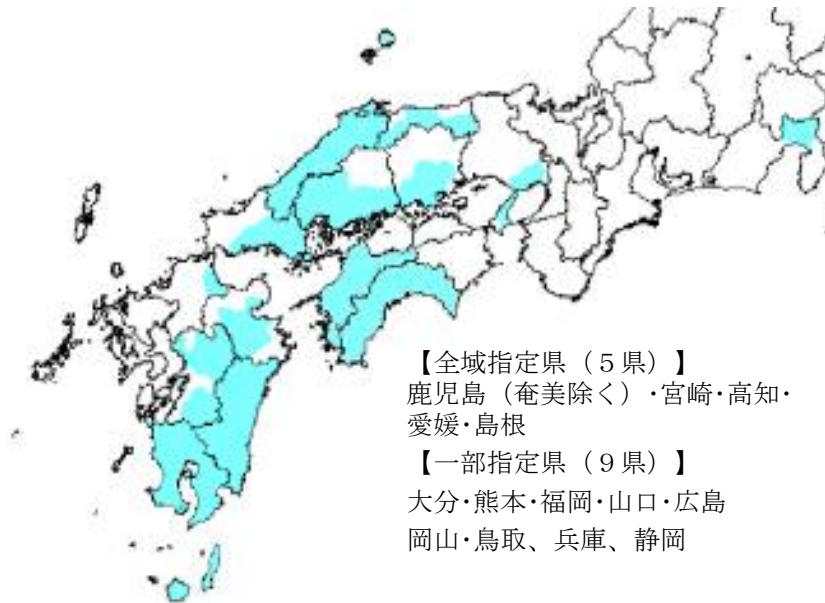 【全域指定県（５県）】
鹿児島（奄美除く）・宮崎・高知・
愛媛・島根
【一部指定県（９県）】
大分・熊本・福岡・山口・広島
岡山・鳥取、兵庫、静岡